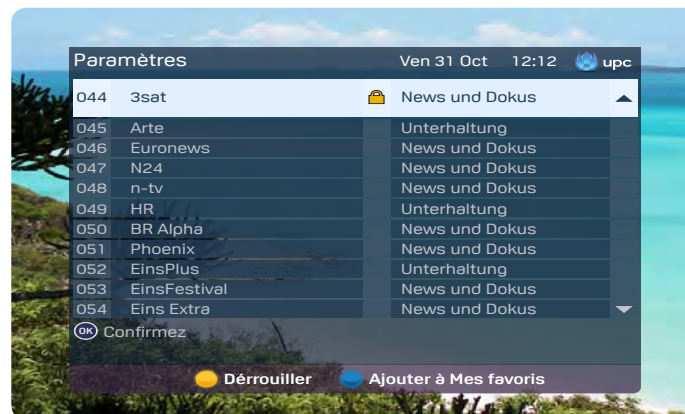 Paramètres Ven 31 Oct 12:12 upc
044 3sat News und Dokus
045 Arte Unterhaltung
046 Euronews News und Dokus
047 N24 News und Dokus
048 n-tv News und Dokus
049 HR Unterhaltung
050 BR Alpha News und Dokus
051 Phoenix News und Dokus
052 EinsPlus Unterhaltung
053 EinsFestival News und Dokus
054 Eins Extra News und Dokus
OK Confirmez
Dérrouiller Ajouter à Mes favoris